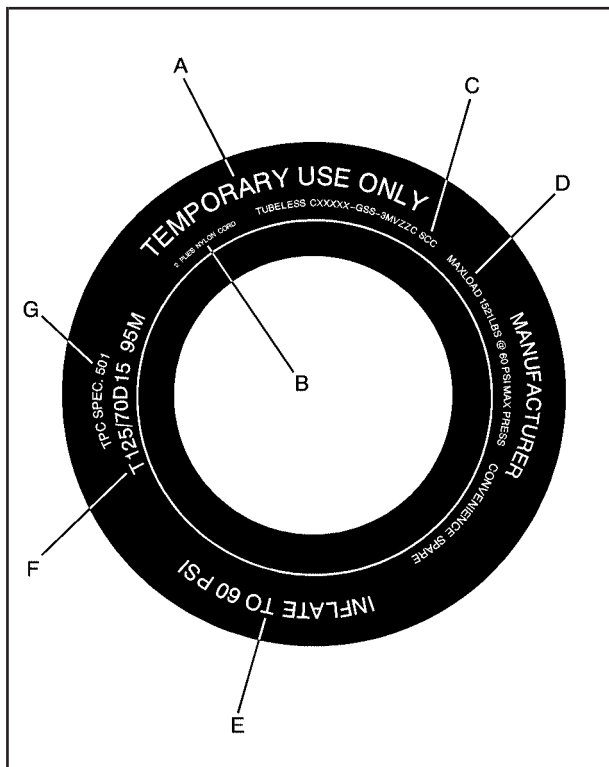 A
C
D
TEMPORARY USE ONLY
TUBELESS CXXXXX-GSS-3MVZZC SCC
2 PLIES NYLON CORD
MAXLOAD 1521LBS @ 60 PSI MAX PRESS
MANUFACTURER
G
TPC SPEC. 501
T125/70D15 95M
B
CONVENIENCE SPARE
F
INFLATE TO 60 PSI
E